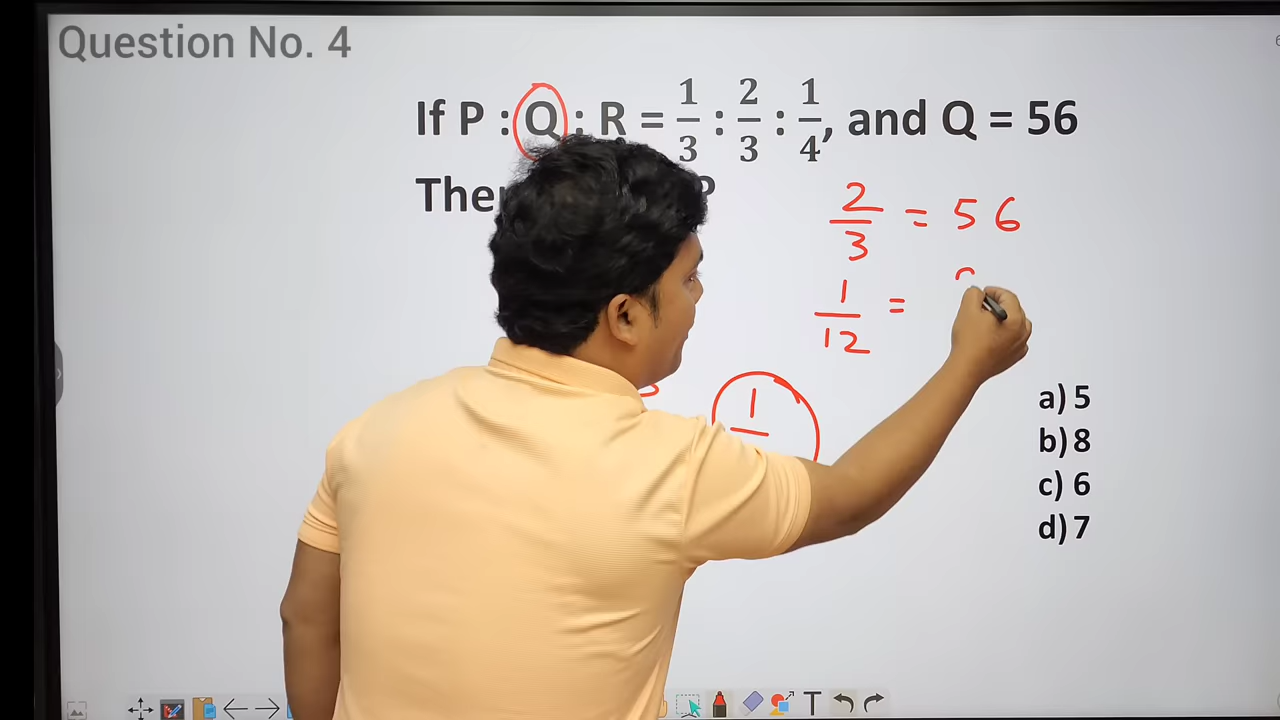 Question No. 4
If P : Q : R = 1/3 : 2/3 : 1/4, and Q = 56
2/3 = 56
1/12 =
1
a) 5
b) 8
c) 6
d) 7
T